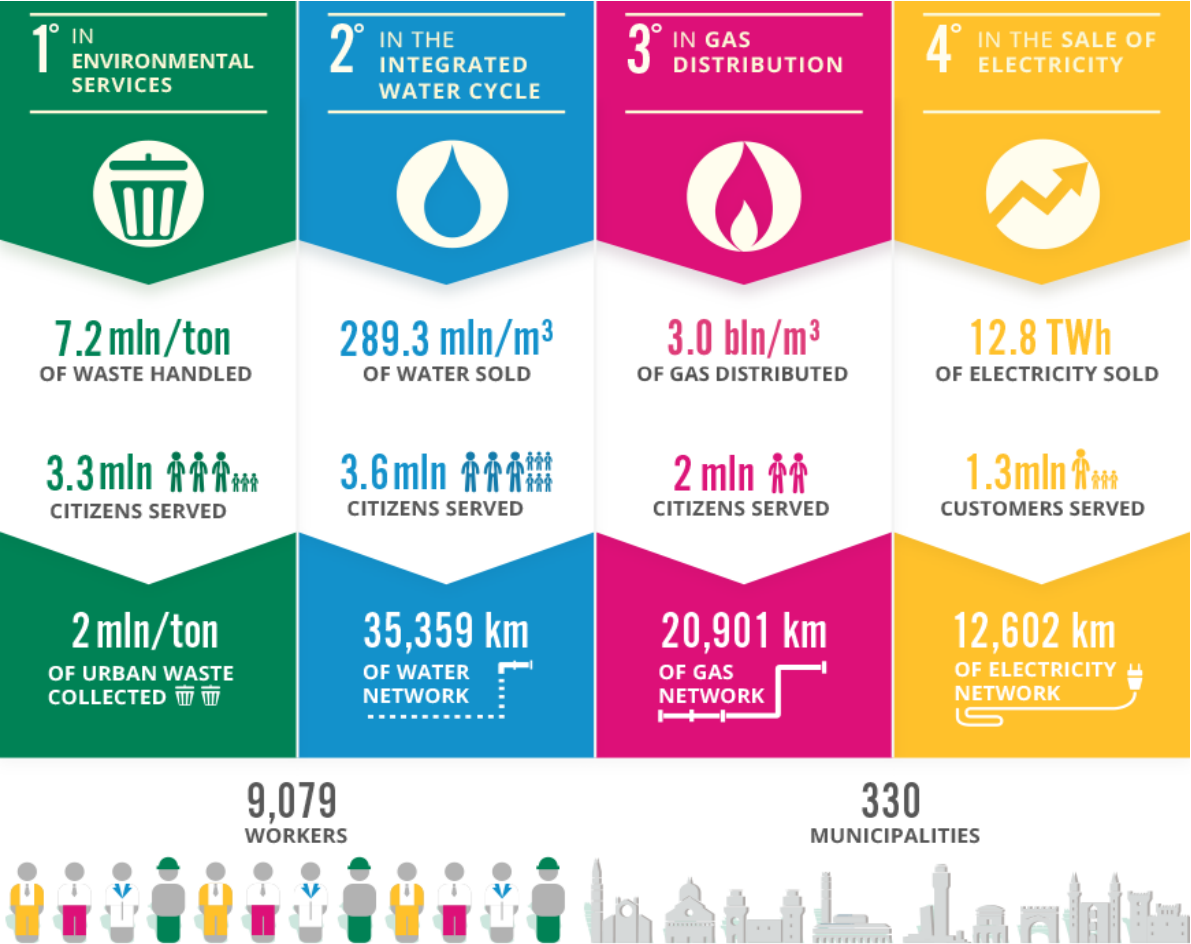 1° IN
ENVIRONMENTAL
SERVICES
7.2 mln/ton
OF WASTE HANDLED
3.3 mln
CITIZENS SERVED
2 mln/ton
OF URBAN WASTE
COLLECTED
2° IN THE
INTEGRATED
WATER CYCLE
289.3 mln/m³
OF WATER SOLD
3.6 mln
CITIZENS SERVED
35,359 km
OF WATER
NETWORK
3° IN GAS
DISTRIBUTION
3.0 bln/m³
OF GAS DISTRIBUTED
2 mln
CITIZENS SERVED
20,901 km
OF GAS
NETWORK
4° IN THE SALE OF
ELECTRICITY
12.8 TWh
OF ELECTRICITY SOLD
1.3mln
CUSTOMERS SERVED
12,602 km
OF ELECTRICITY
NETWORK
9,079
WORKERS
330
MUNICIPALITIES